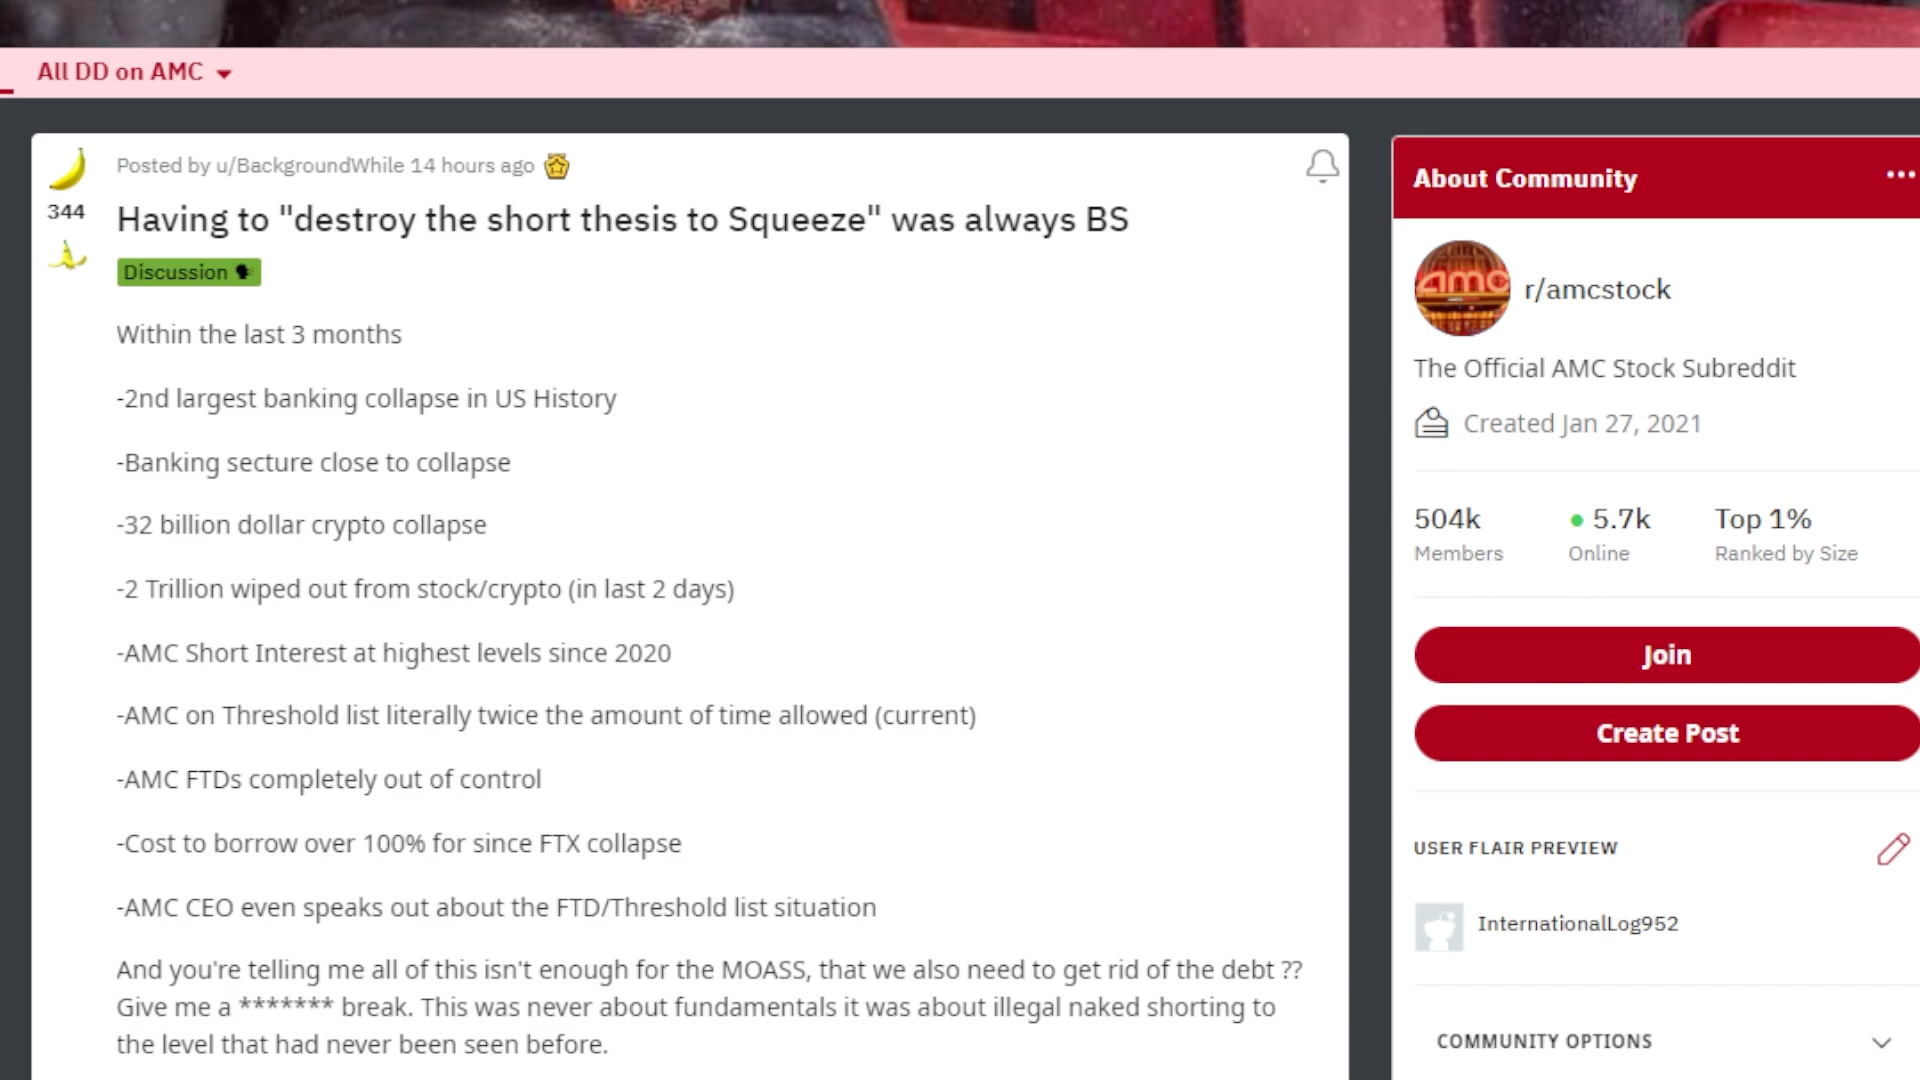 All DD on AMC
Posted by u/BackgroundWhile 14 hours ago
344
Having to "destroy the short thesis to Squeeze" was always BS
Discussion
Within the last 3 months
-2nd largest banking collapse in US History
-Banking secture close to collapse
-32 billion dollar crypto collapse
-2 Trillion wiped out from stock/crypto (in last 2 days)
-AMC Short Interest at highest levels since 2020
-AMC on Threshold list literally twice the amount of time allowed (current)
-AMC FTDs completely out of control
-Cost to borrow over 100% for since FTX collapse
-AMC CEO even speaks out about the FTD/Threshold list situation
And you're telling me all of this isn't enough for the MOASS, that we also need to get rid of the debt ??
Give me a ******* break. This was never about fundamentals it was about illegal naked shorting to
the level that had never been seen before.
About Community
amc
r/amcstock
The Official AMC Stock Subreddit
Created Jan 27, 2021
504k 5.7k Top 1%
Members Online Ranked by Size
Join
Create Post
USER FLAIR PREVIEW
InternationalLog952
COMMUNITY OPTIONS